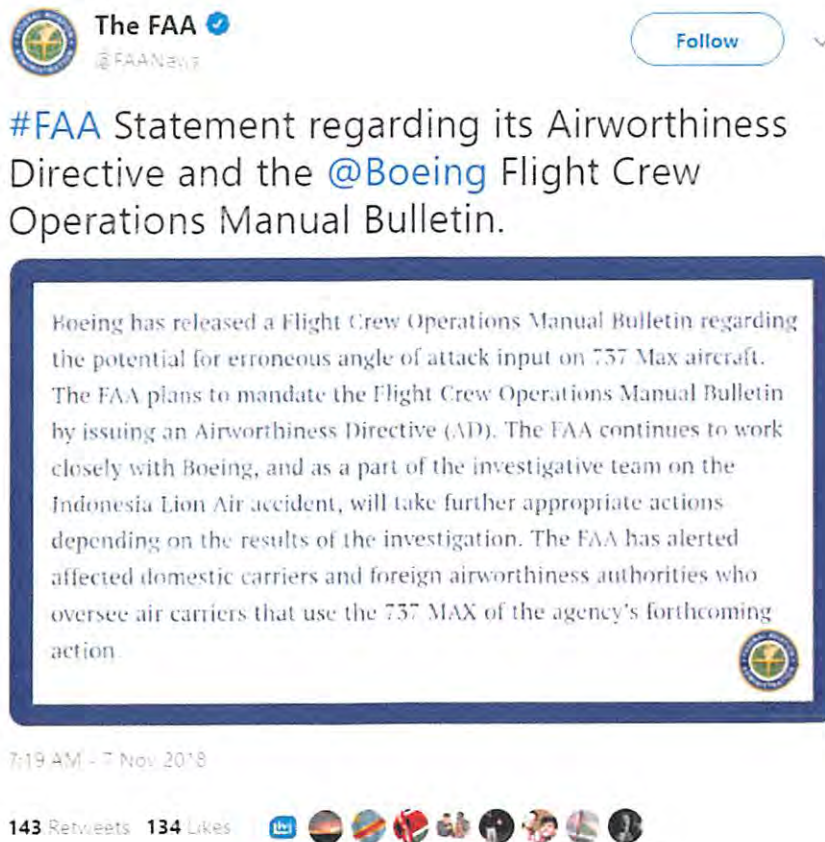 The FAA
@FAANews
Follow
#FAA Statement regarding its Airworthiness
Directive and the @Boeing Flight Crew
Operations Manual Bulletin.
Boeing has released a Flight Crew Operations Manual Bulletin regarding
the potential for erroneous angle of attack input on 737 Max aircraft.
The FAA plans to mandate the Flight Crew Operations Manual Bulletin
by issuing an Airworthiness Directive (AD). The FAA continues to work
closely with Boeing, and as a part of the investigative team on the
Indonesia Lion Air accident, will take further appropriate actions
depending on the results of the investigation. The FAA has alerted
affected domestic carriers and foreign airworthiness authorities who
oversee air carriers that use the 737 MAX of the agency's forthcoming
action.
7:19 AM - 7 Nov 2018
143 Retweets 134 Likes